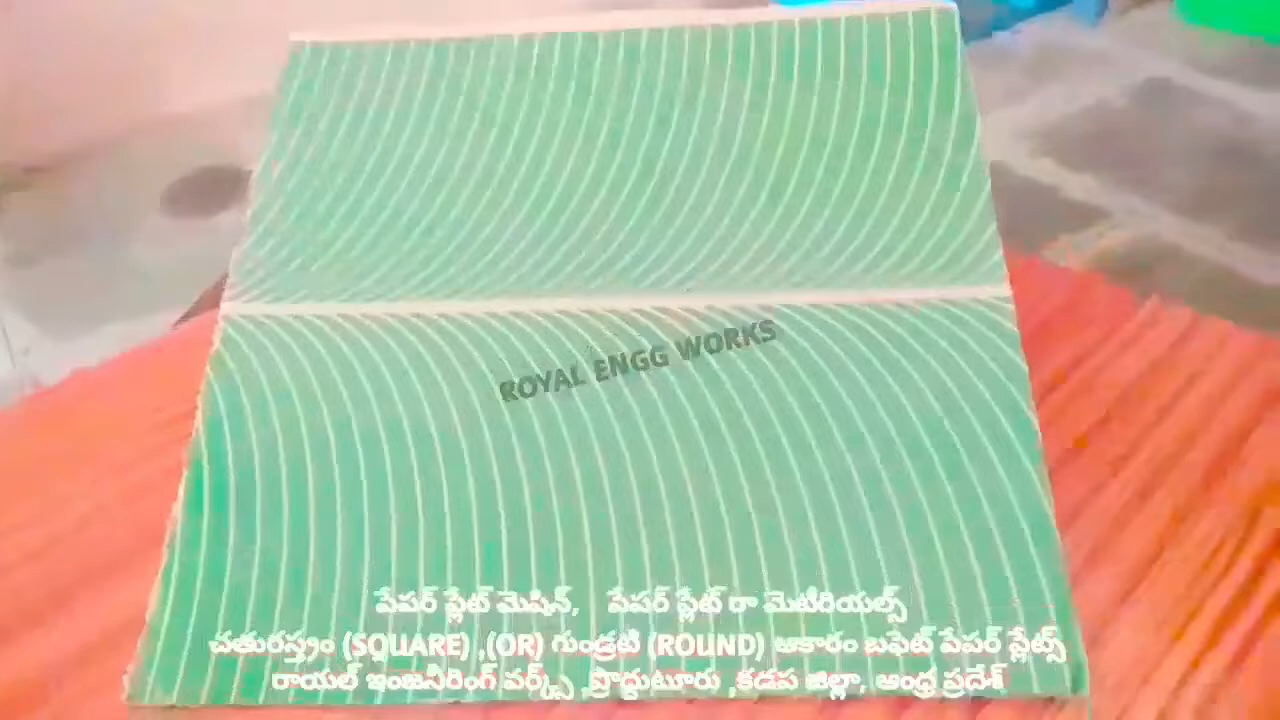 ROYAL ENGG WORKS
పేపర్ ప్లేట్ మెషిన్, పేపర్ ప్లేట్ రా మెటీరియల్స్
చతురస్త్రం (SQUARE) ,(OR) గుండ్రటి (ROUND) ఆకారం బఫేట్ పేపర్ ప్లేట్స్
రాయల్ ఇంజనీరింగ్ వర్క్స్ ,ప్రొద్దుటూరు ,కడప జిల్లా, ఆంధ్ర ప్రదేశ్